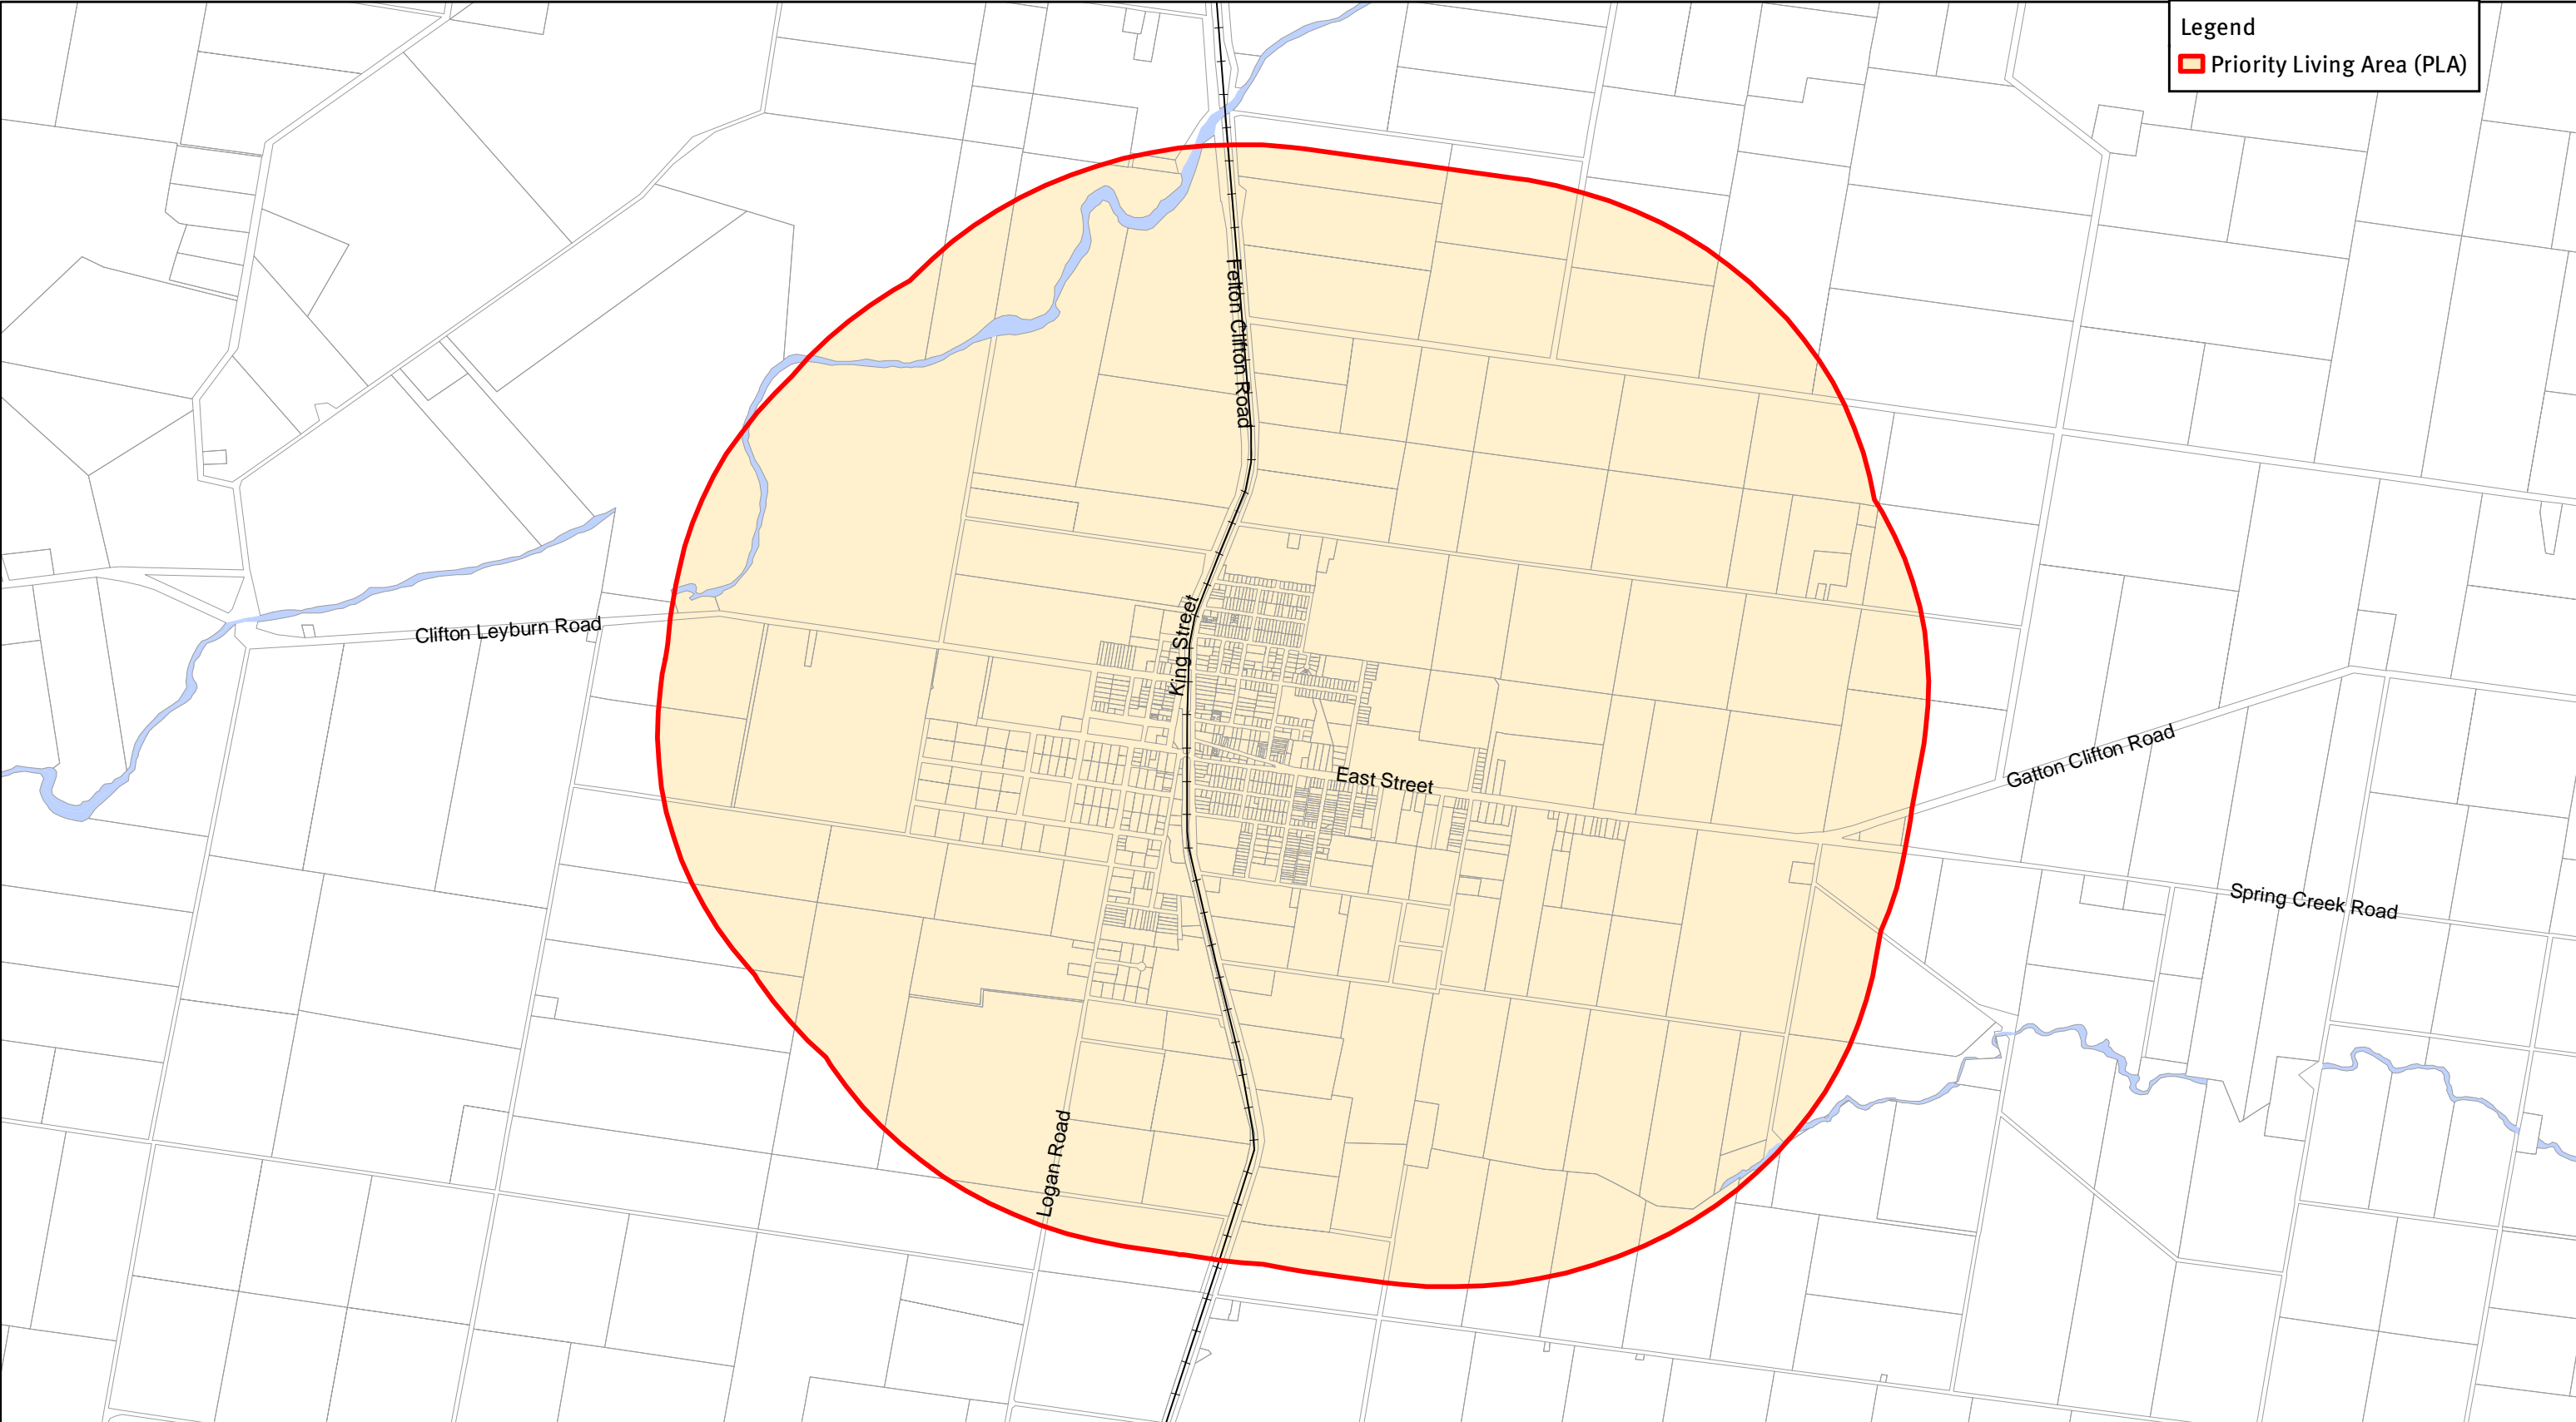 Legend
Priority Living Area (PLA)
Felton Clifton Road
King Street
Clifton Leyburn Road
East Street
Gatton Clifton Road
Spring Creek Road
Logan Road